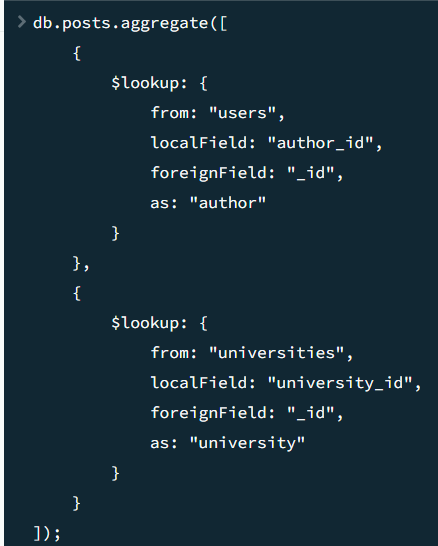 > db.posts.aggregate([
{
$lookup: {
from: "users",
localField: "author_id",
foreignField: "_id",
as: "author"
}
},
{
$lookup: {
from: "universities",
localField: "university_id",
foreignField: "_id",
as: "university"
}
}
]);